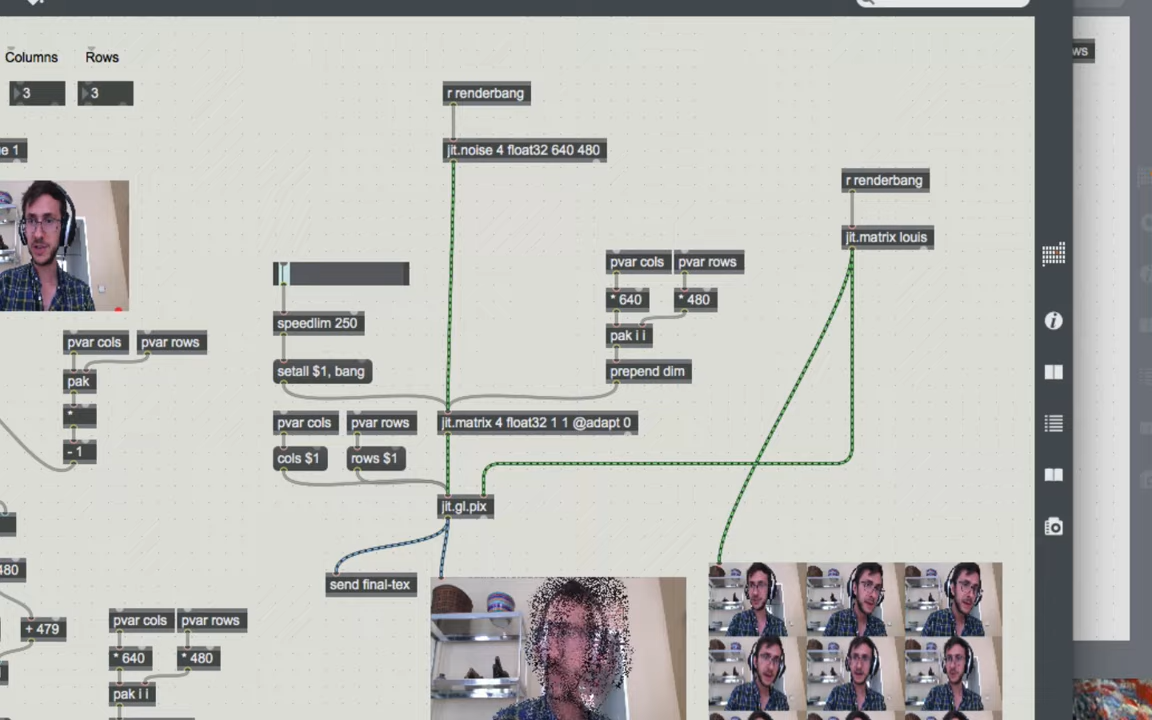 Columns Rows
3 3
r renderbang
e 1
jit.noise 4 float32 640 480
r renderbang
jit.matrix louis
pvar cols pvar rows
* 640 * 480
pak i i
prepend dim
speedlim 250
setall $1, bang
pvar cols pvar rows
pak
*
- 1
pvar cols pvar rows
jit.matrix 4 float32 1 1 @adapt 0
cols $1 rows $1
jit.gl.pix
send final-tex
480
+ 479
pvar cols pvar rows
* 640 * 480
pak i i
ws